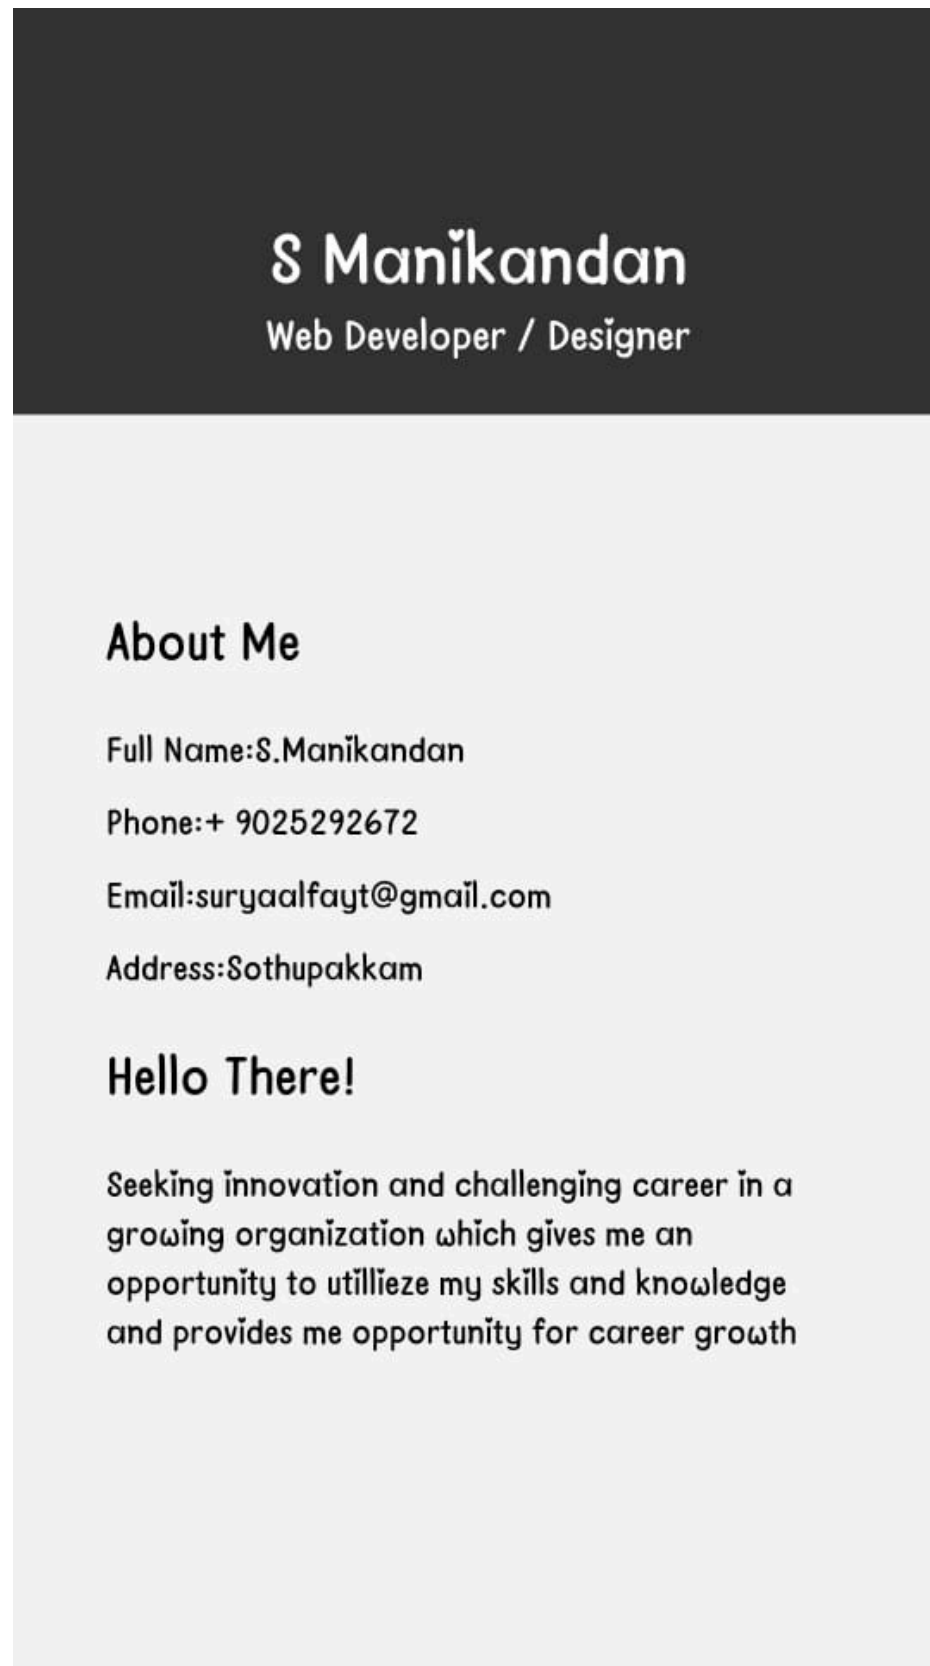 S Manikandan
Web Developer / Designer
About Me
Full Name:S.Manikandan
Phone:+ 9025292672
Email:suryaalfayt@gmail.com
Address:Sothupakkam
Hello There!
Seeking innovation and challenging career in a
growing organization which gives me an
opportunity to utillieze my skills and knowledge
and provides me opportunity for career growth